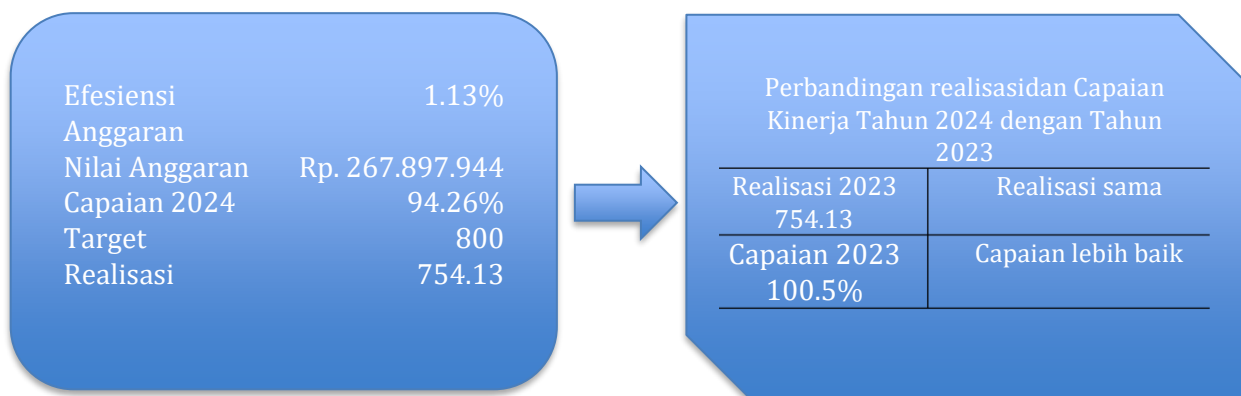 Efesiensi 1.13%
Anggaran
Nilai Anggaran Rp. 267.897.944
Capaian 2024 94.26%
Target 800
Realisasi 754.13
Perbandingan realisasidan Capaian
Kinerja Tahun 2024 dengan Tahun
2023
Realisasi 2023 Realisasi sama
754.13
Capaian 2023 Capaian lebih baik
100.5%